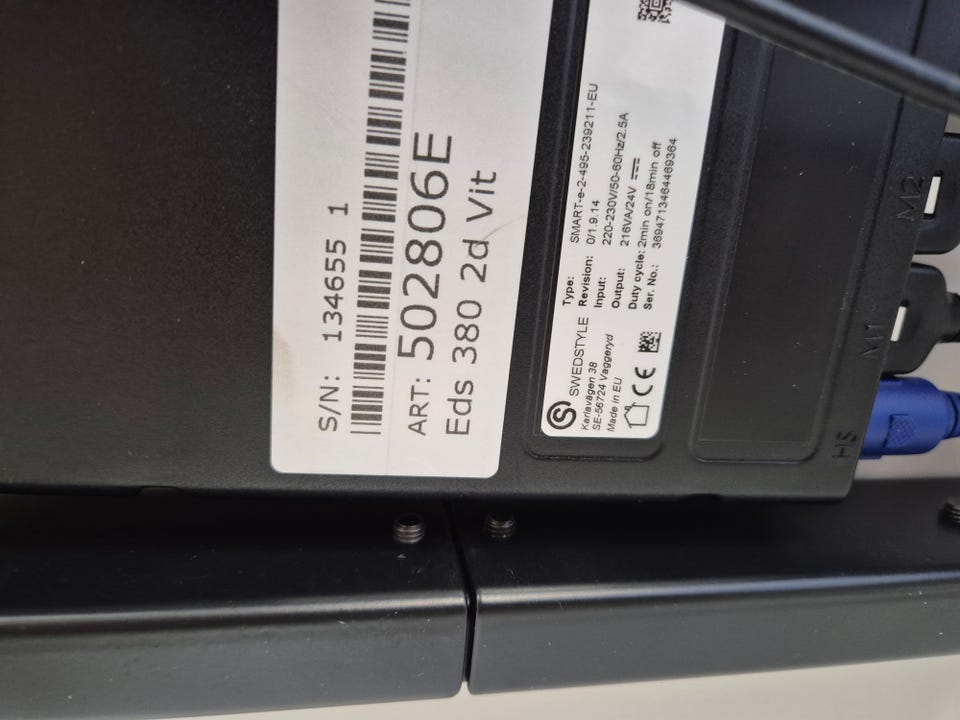 S/N: 134655 1
ART: 502806E
Eds 380 2d Vit
SWEDSTYLE
Karlavägen 38
SE-56724 Vaggeryd
Made in EU
CE
Type: SMART-e-2-495-239211-EU
Revision: 0/1.9.14
Input: 220-230V/50-60Hz/2.5A
Output: 216VA/24V
Duty cycle: 2min on/18min off
Ser. No.: 3694713464469364
HS
M1
M2